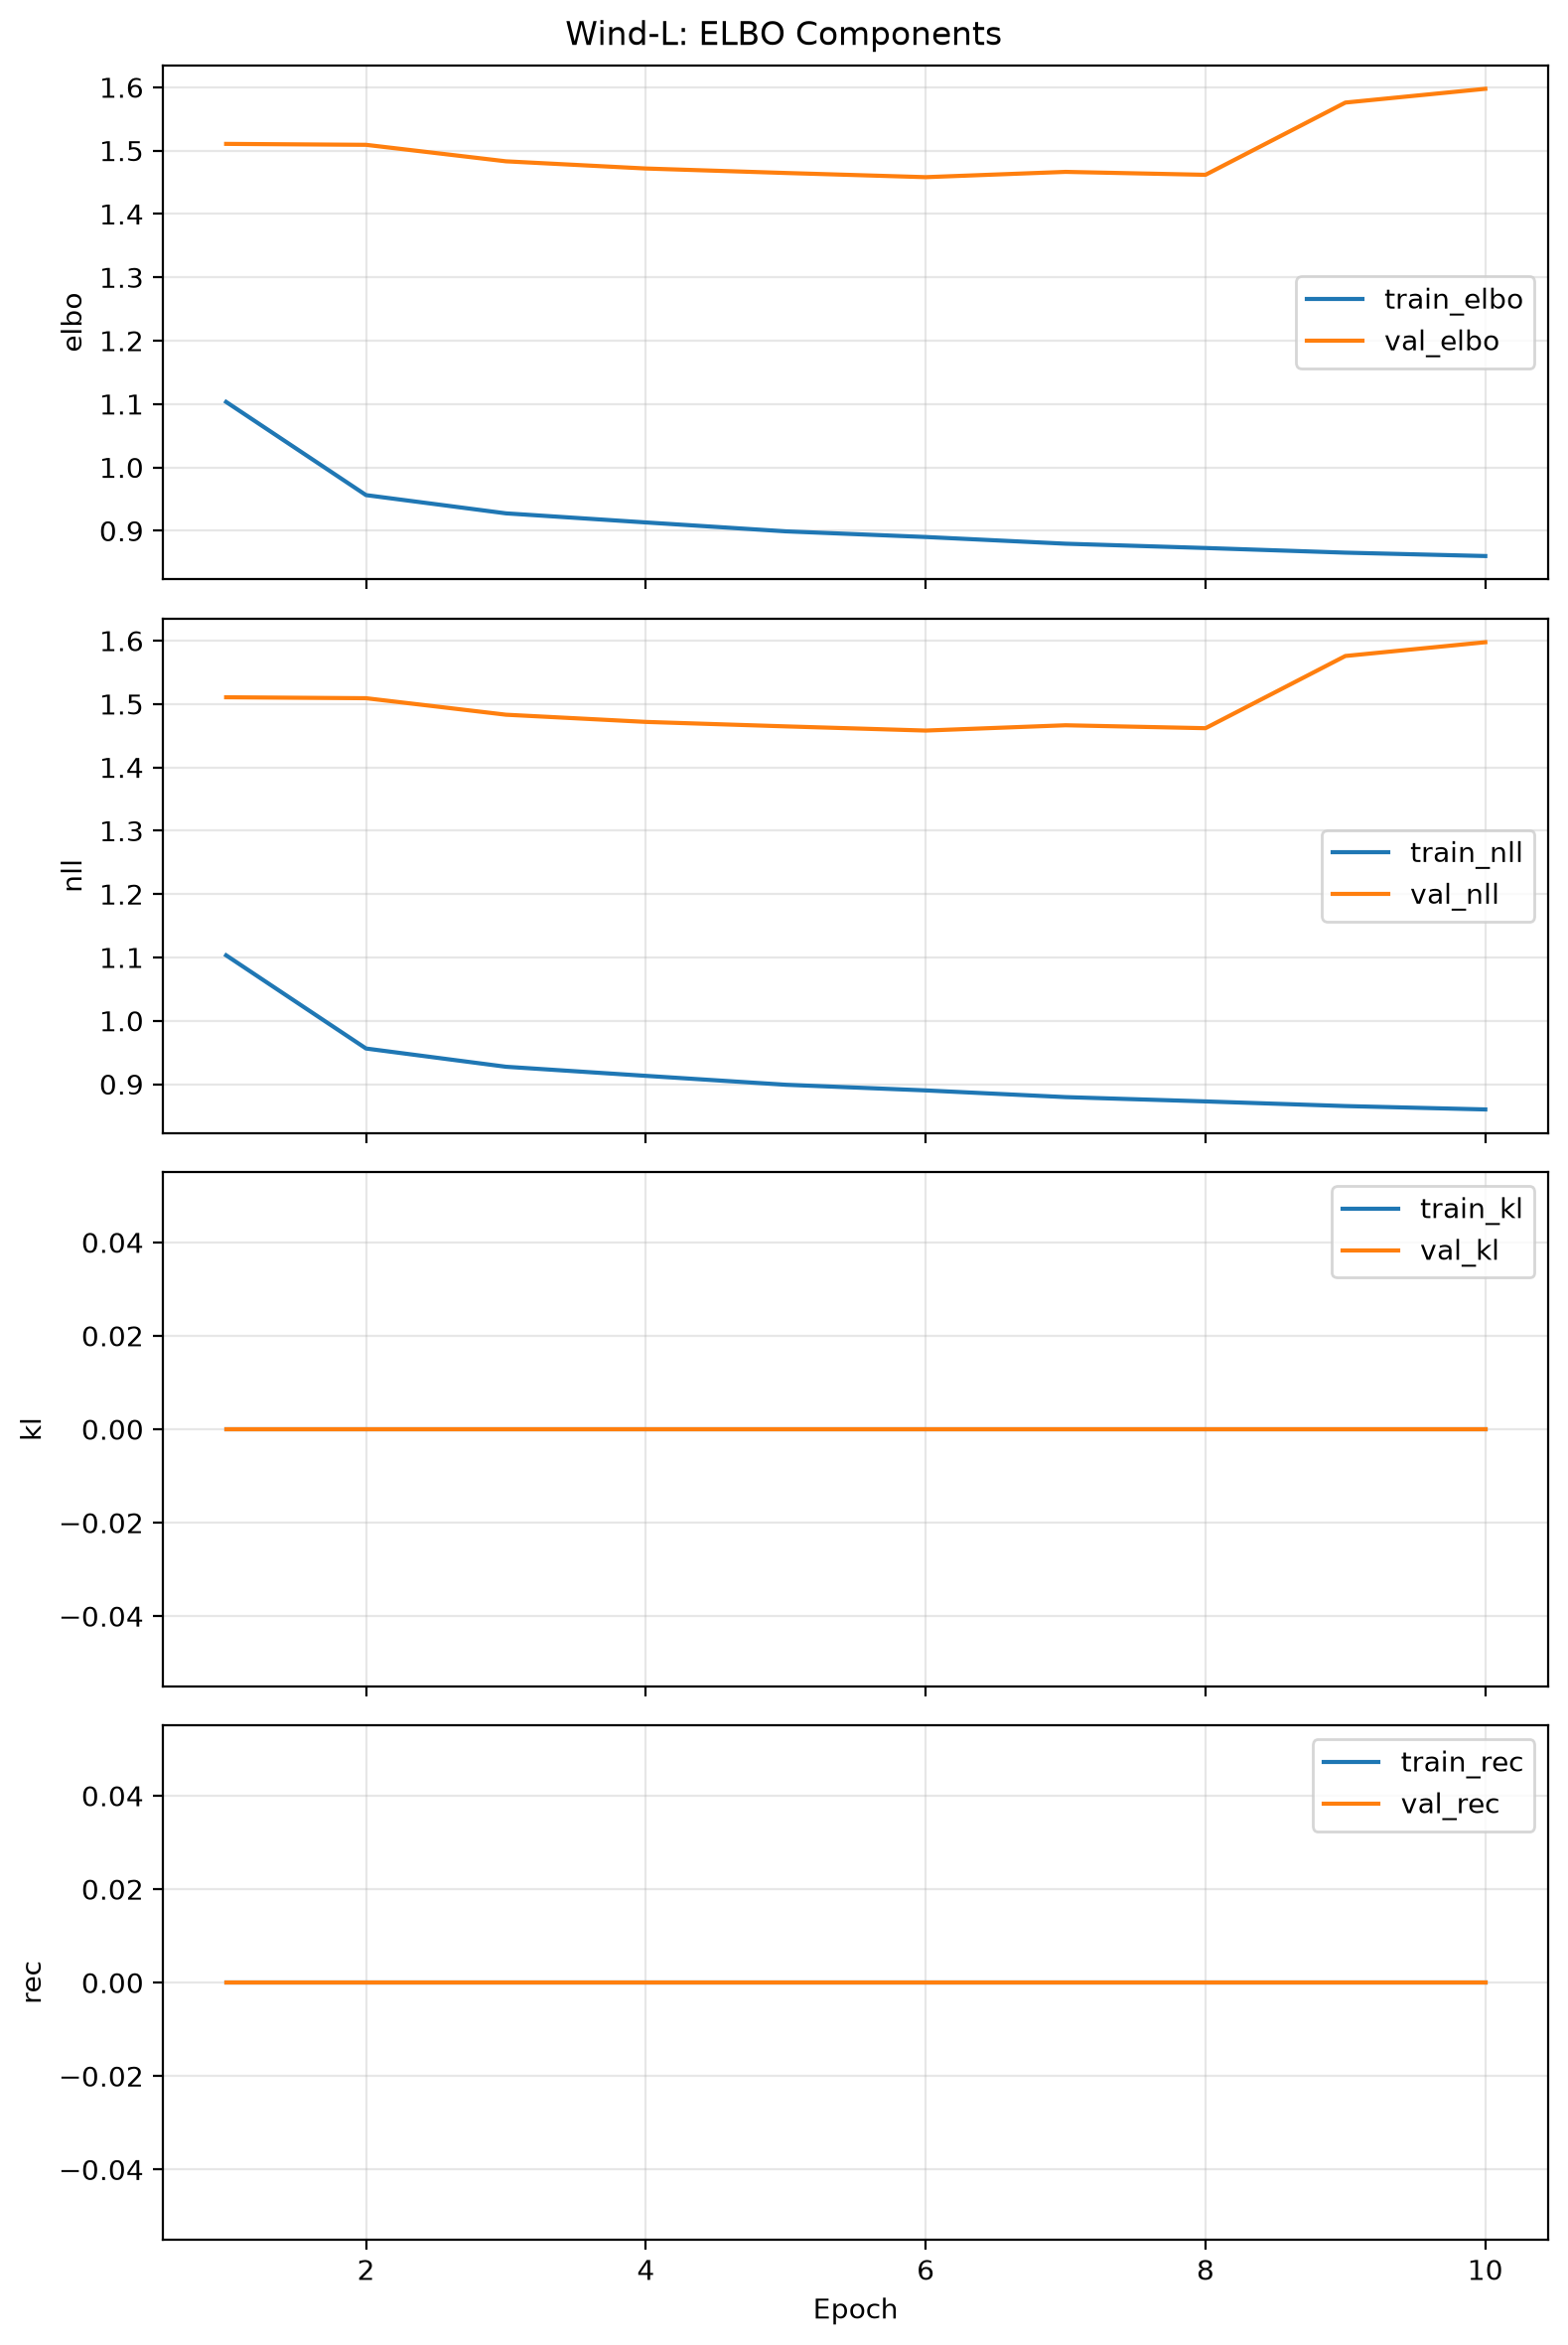 Wind-L: ELBO Components
1.6
1.5
1.4
1.3
1.2
1.1
1.0
0.9
elbo
train_elbo
val_elbo
1.6
1.5
1.4
1.3
1.2
1.1
1.0
0.9
nll
train_nll
val_nll
0.04
0.02
0.00
−0.02
−0.04
kl
train_kl
val_kl
0.04
0.02
0.00
−0.02
−0.04
rec
train_rec
val_rec
2 4 6 8 10
Epoch